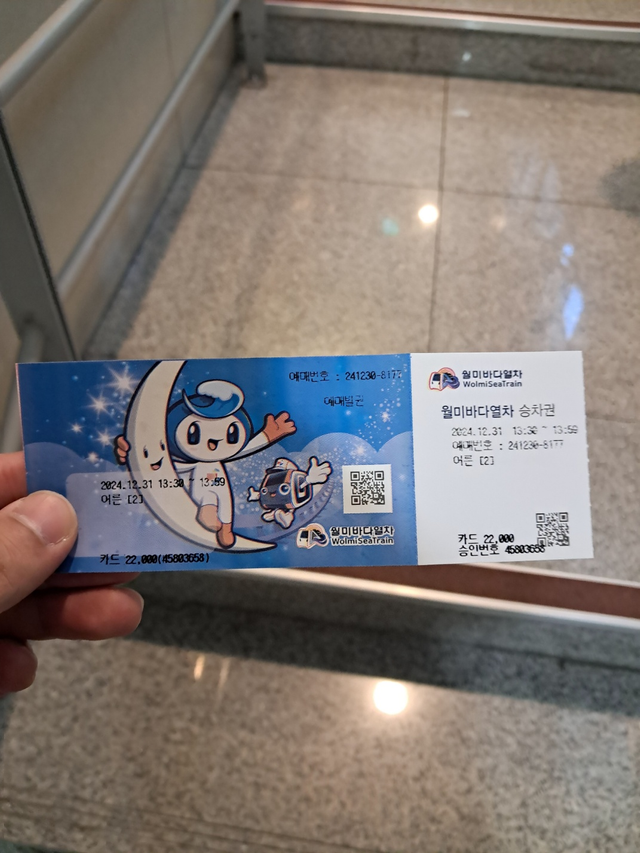 예매번호 : 241230-8177
예매발권
2024.12.31 13:30 ~ 13:59
어른 [2]
월미바다열차
WolmiSeaTrain
카드 22,000(45803658)
월미바다열차
WolmiSeaTrain
월미바다열차 승차권
2024.12.31 13:30 ~ 13:59
예매번호 : 241230-8177
어른 [2]
카드 22,000
승인번호 45803658